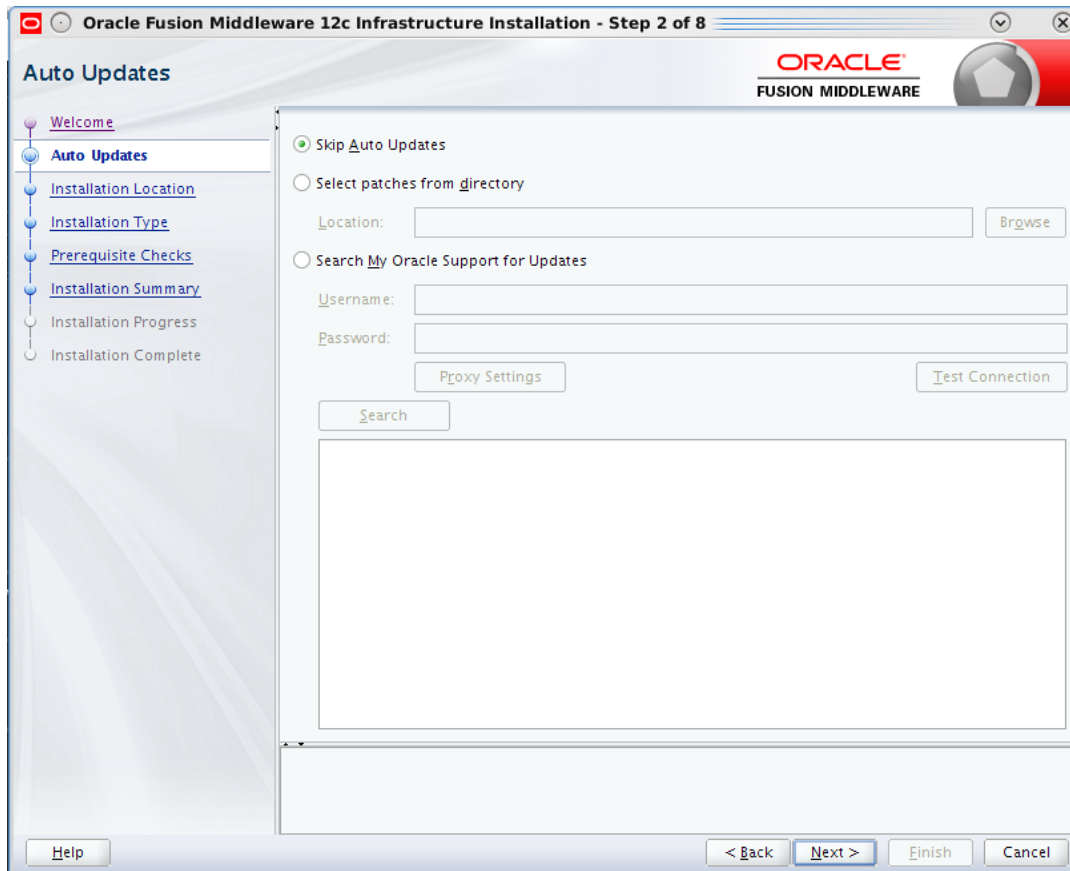 Oracle Fusion Middleware 12c Infrastructure Installation - Step 2 of 8
Auto Updates
ORACLE
FUSION MIDDLEWARE
Welcome
Auto Updates
Installation Location
Installation Type
Prerequisite Checks
Installation Summary
Installation Progress
Installation Complete
Skip Auto Updates
Select patches from directory
Location:
Browse
Search My Oracle Support for Updates
Username:
Password:
Proxy Settings
Test Connection
Search
Help
< Back
Next >
Finish
Cancel